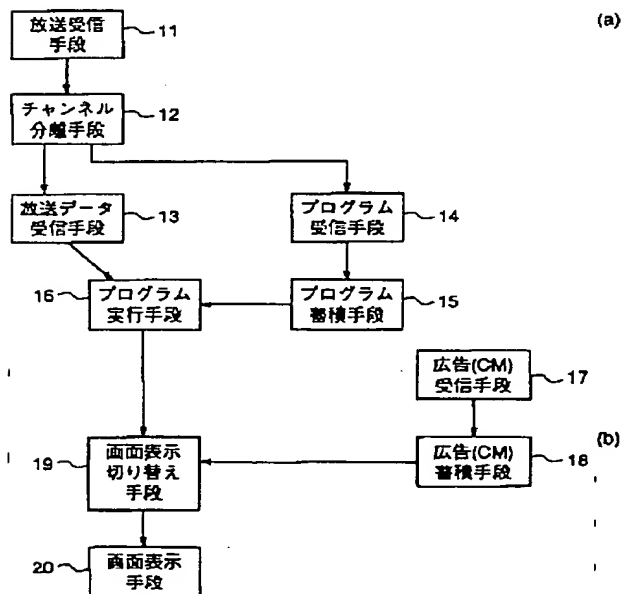 放送受信
手段
11
(a)
チャンネル
分離手段
12
放送データ
受信手段
13
プログラム
受信手段
14
16
プログラム
実行手段
プログラム
蓄積手段
15
広告(CM)
受信手段
17
19
画面表示
切り替え
手段
広告(CM)
蓄積手段
18
(b)
20
画面表示
手段